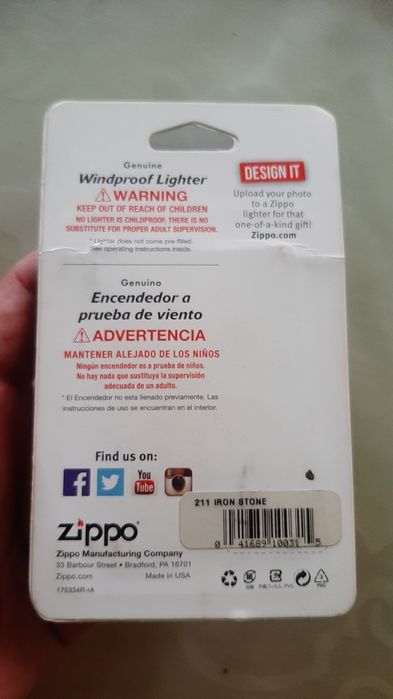 Genuine
Windproof Lighter
WARNING
KEEP OUT OF REACH OF CHILDREN
NO LIGHTER IS CHILDPROOF. THERE IS NO
SUBSTITUTE FOR PROPER ADULT SUPERVISION.
* Lighter does not come pre-filled.
See operating instructions inside.
DESIGN IT
Upload your photo
to a Zippo
lighter for that
one-of-a-kind gift!
Zippo.com
Genuino
Encendedor a
prueba de viento
ADVERTENCIA
MANTENER ALEJADO DE LOS NIÑOS
Ningún encendedor es a prueba de niños.
No hay nada que sustituya la supervisión
adecuada de un adulto.
* El Encendedor no esta llenado previamente. Las
instrucciones de uso se encuentran en el interior.
Find us on:
You
Tube
zippo
Zippo Manufacturing Company
33 Barbour Street • Bradford, PA 16701
Zippo.com Made in USA
175334R-rA
211 IRON STONE
0 41689 10031 5
PVC